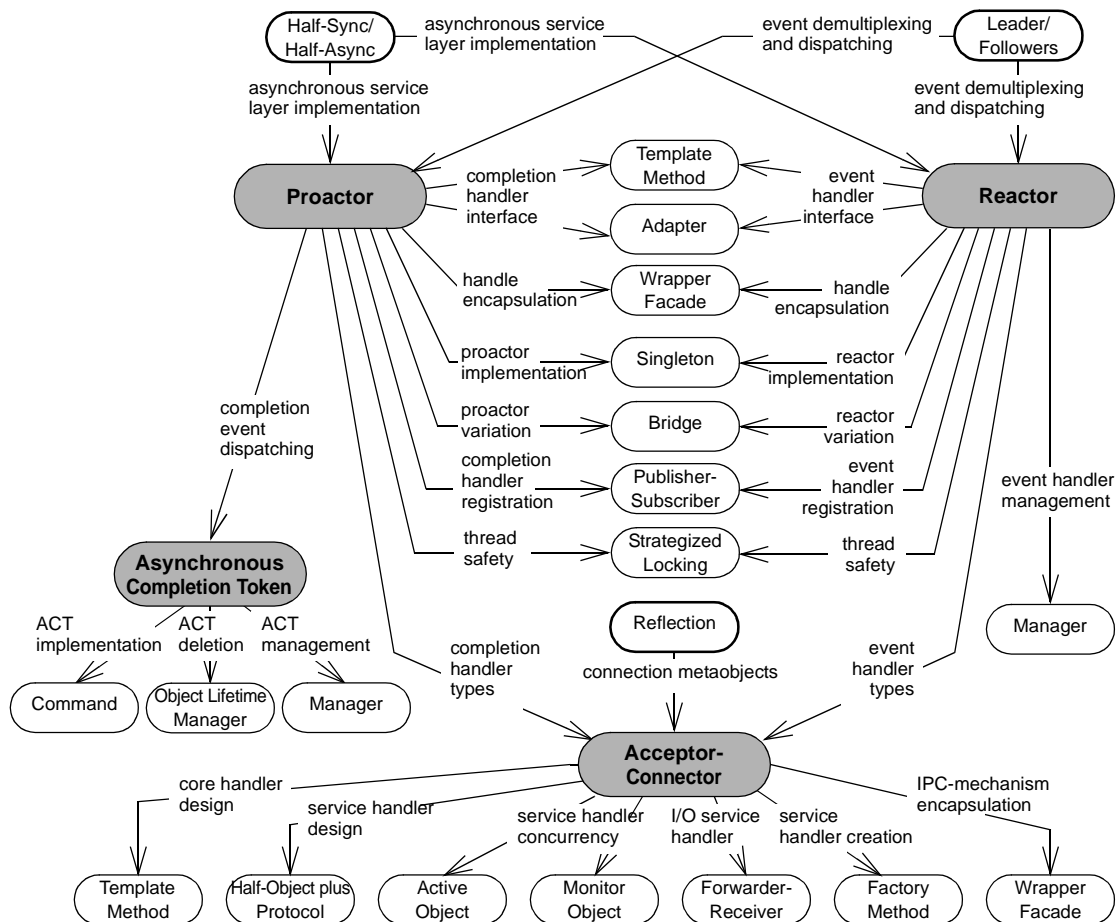 Half-Sync/
Half-Async
asynchronous service
layer implementation
event demultiplexing
and dispatching
Leader/
Followers
asynchronous service
layer implementation
event demultiplexing
and dispatching
Proactor
completion
handler
interface
Template
Method
event
handler
interface
Reactor
Adapter
handle
encapsulation
Wrapper
Facade
handle
encapsulation
proactor
implementation
Singleton
reactor
implementation
completion
event
dispatching
proactor
variation
Bridge
reactor
variation
completion
handler
registration
Publisher-
Subscriber
event
handler
registration
event handler
management
thread
safety
Strategized
Locking
thread
safety
Asynchronous
Completion Token
ACT
implementation
ACT
deletion
ACT
management
Reflection
Manager
completion
handler
types
connection metaobjects
event
handler
types
Command
Object Lifetime
Manager
Manager
Acceptor-
Connector
core handler
design
service handler
design
service handler
concurrency
I/O service
handler
service
handler creation
IPC-mechanism
encapsulation
Template
Method
Half-Object plus
Protocol
Active
Object
Monitor
Object
Forwarder-
Receiver
Factory
Method
Wrapper
Facade